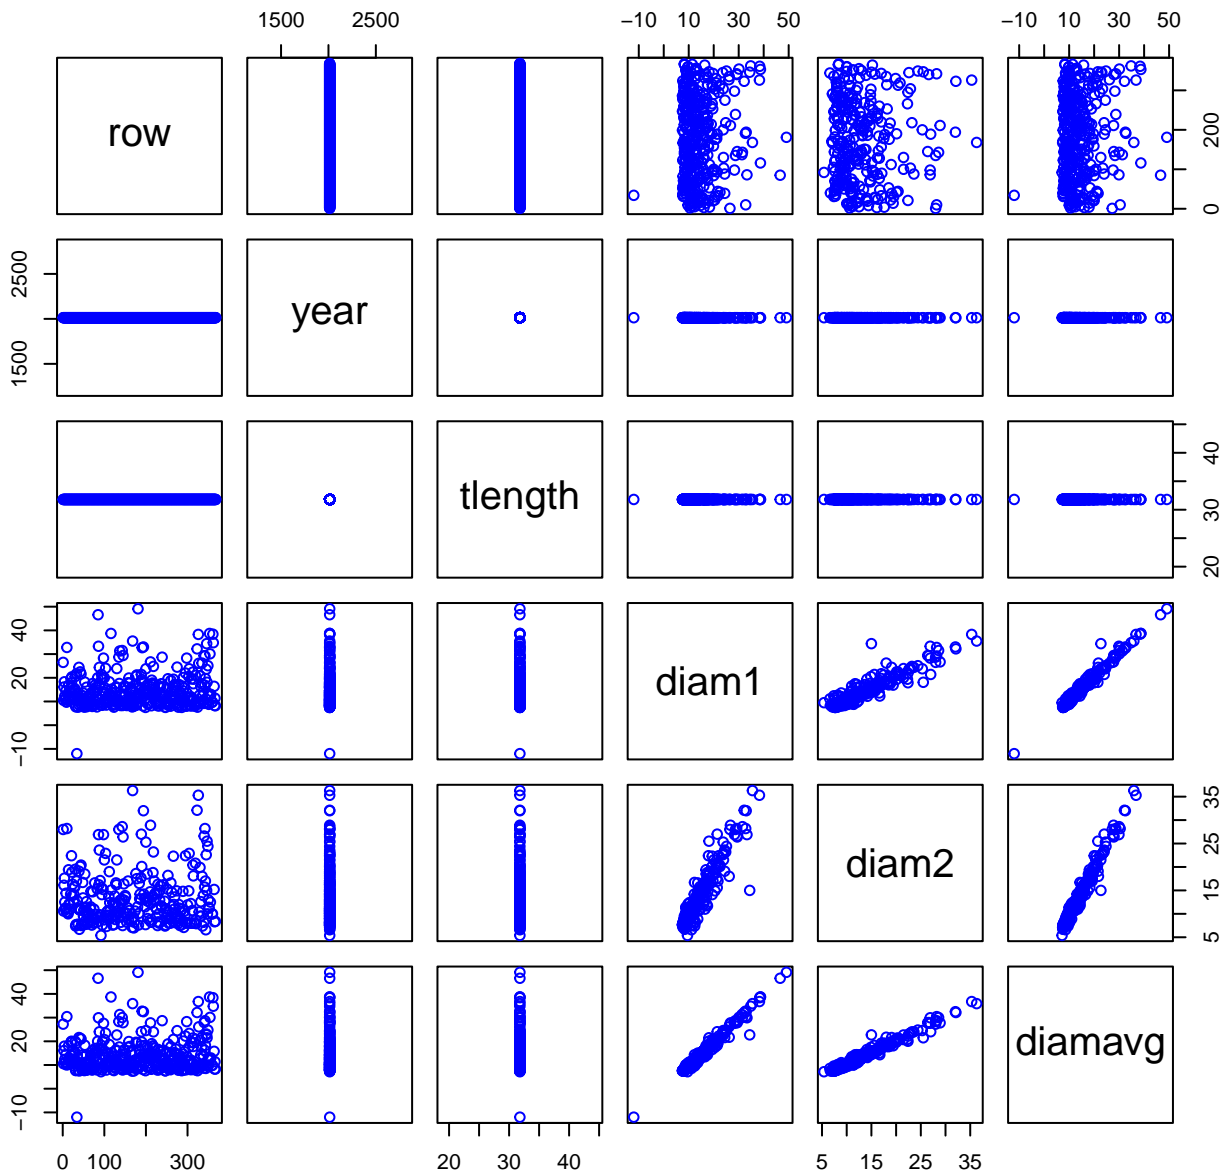 1500 2500 −10 10 30 50 −10 10 30 50
row 0 200
1500 2500 year
tlength 20 30 40
−10 20 40 diam1
diam2 5 15 25 35
−10 20 40 diamavg
0 100 300 20 30 40 5 15 25 35